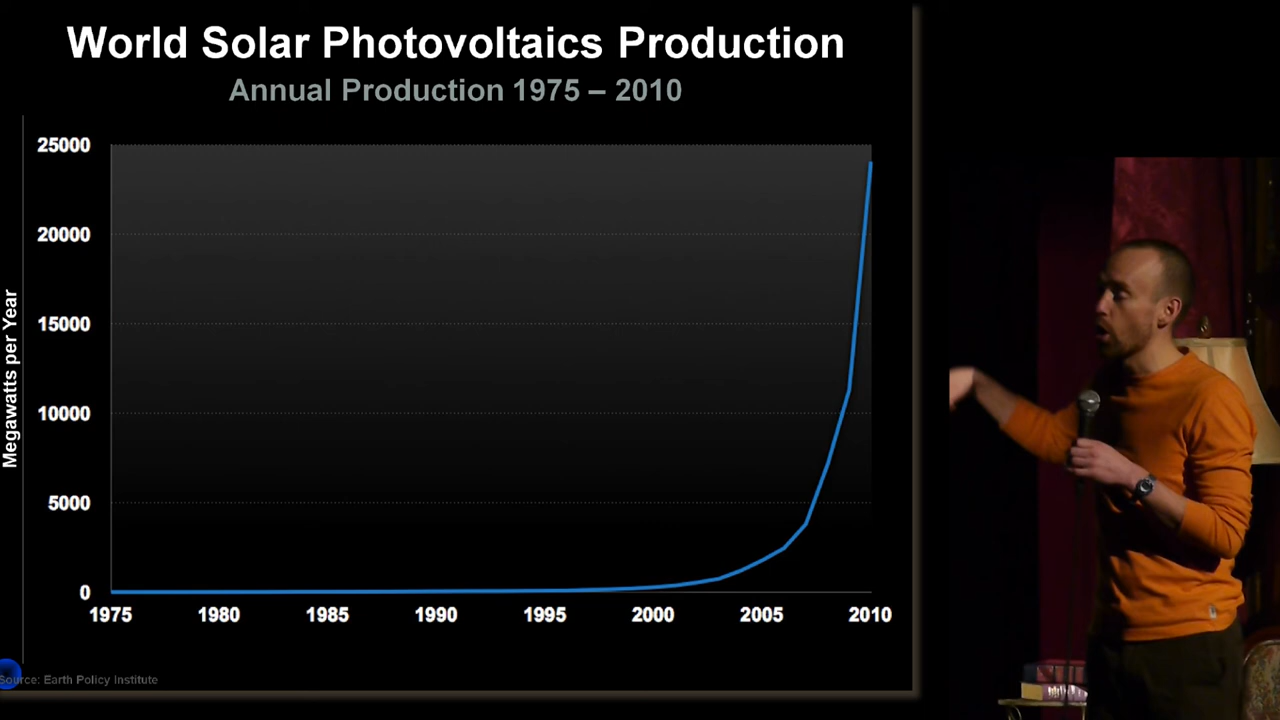 World Solar Photovoltaics Production
Annual Production 1975 – 2010
Megawatts per Year
25000
20000
15000
10000
5000
0
1975 1980 1985 1990 1995 2000 2005 2010
Source: Earth Policy Institute